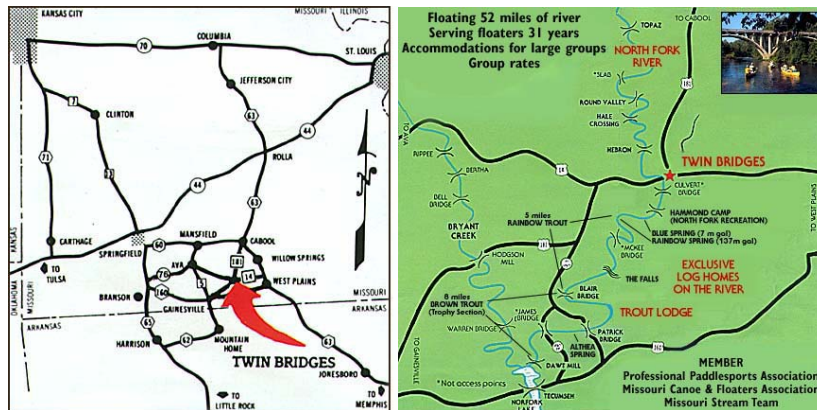 KANSAS CITY
MISSOURI
ILLINOIS
COLUMBIA
70
ST. LOUIS
JEFFERSON
CITY
7
CLINTON
63
44
71
ROLLA
13
44
63
N
KANSAS
MISSOURI
CARTHAGE
SPRINGFIELD
60
MANSFIELD
CABOOL
181
WILLOW SPRINGS
TO
TULSA
AVA
76
5
14
WEST PLAINS
160
BRANSON
GAINESVILLE
OKLAHOMA
MISSOURI
ARKANSAS
MISSOURI
ARKANSAS
65
HARRISON
62
MOUNTAIN
HOME
63
TWIN BRIDGES
JONESBORO
TO
LITTLE ROCK
TO
MEMPHIS
Floating 52 miles of river
Serving floaters 31 years
Accommodations for large groups
Group rates
TOPAZ
TO CABOOL
NORTH FORK
RIVER
*SLAB
181
ROUND VALLEY
HALE
CROSSING
TO AVA
RIPPEE
HEBRON
BERTHA
14
TWIN BRIDGES
BELL
BRIDGE
CULVERT*
BRIDGE
TO WEST PLAINS
5 miles
RAINBOW TROUT
HAMMOND CAMP
(NORTH FORK RECREATION)
BRYANT
CREEK
BLUE SPRING (7 m gal)
RAINBOW SPRING (137m gal)
181
HODGSON
MILL
*MCKEE
BRIDGE
EXCLUSIVE
LOG HOMES
ON THE RIVER
THE FALLS
8 miles
BROWN TROUT
(Trophy Section)
BLAIR
BRIDGE
TROUT LODGE
*JAMES
BRIDGE
WARREN BRIDGE
PATRICK
BRIDGE
ALTHEA
SPRING
160
TO GAINESVILLE
DAWT MILL
MEMBER
Professional Paddlesports Association
Missouri Canoe & Floaters Association
Missouri Stream Team
*Not access points
TECUMSEH
NORFORK
LAKE